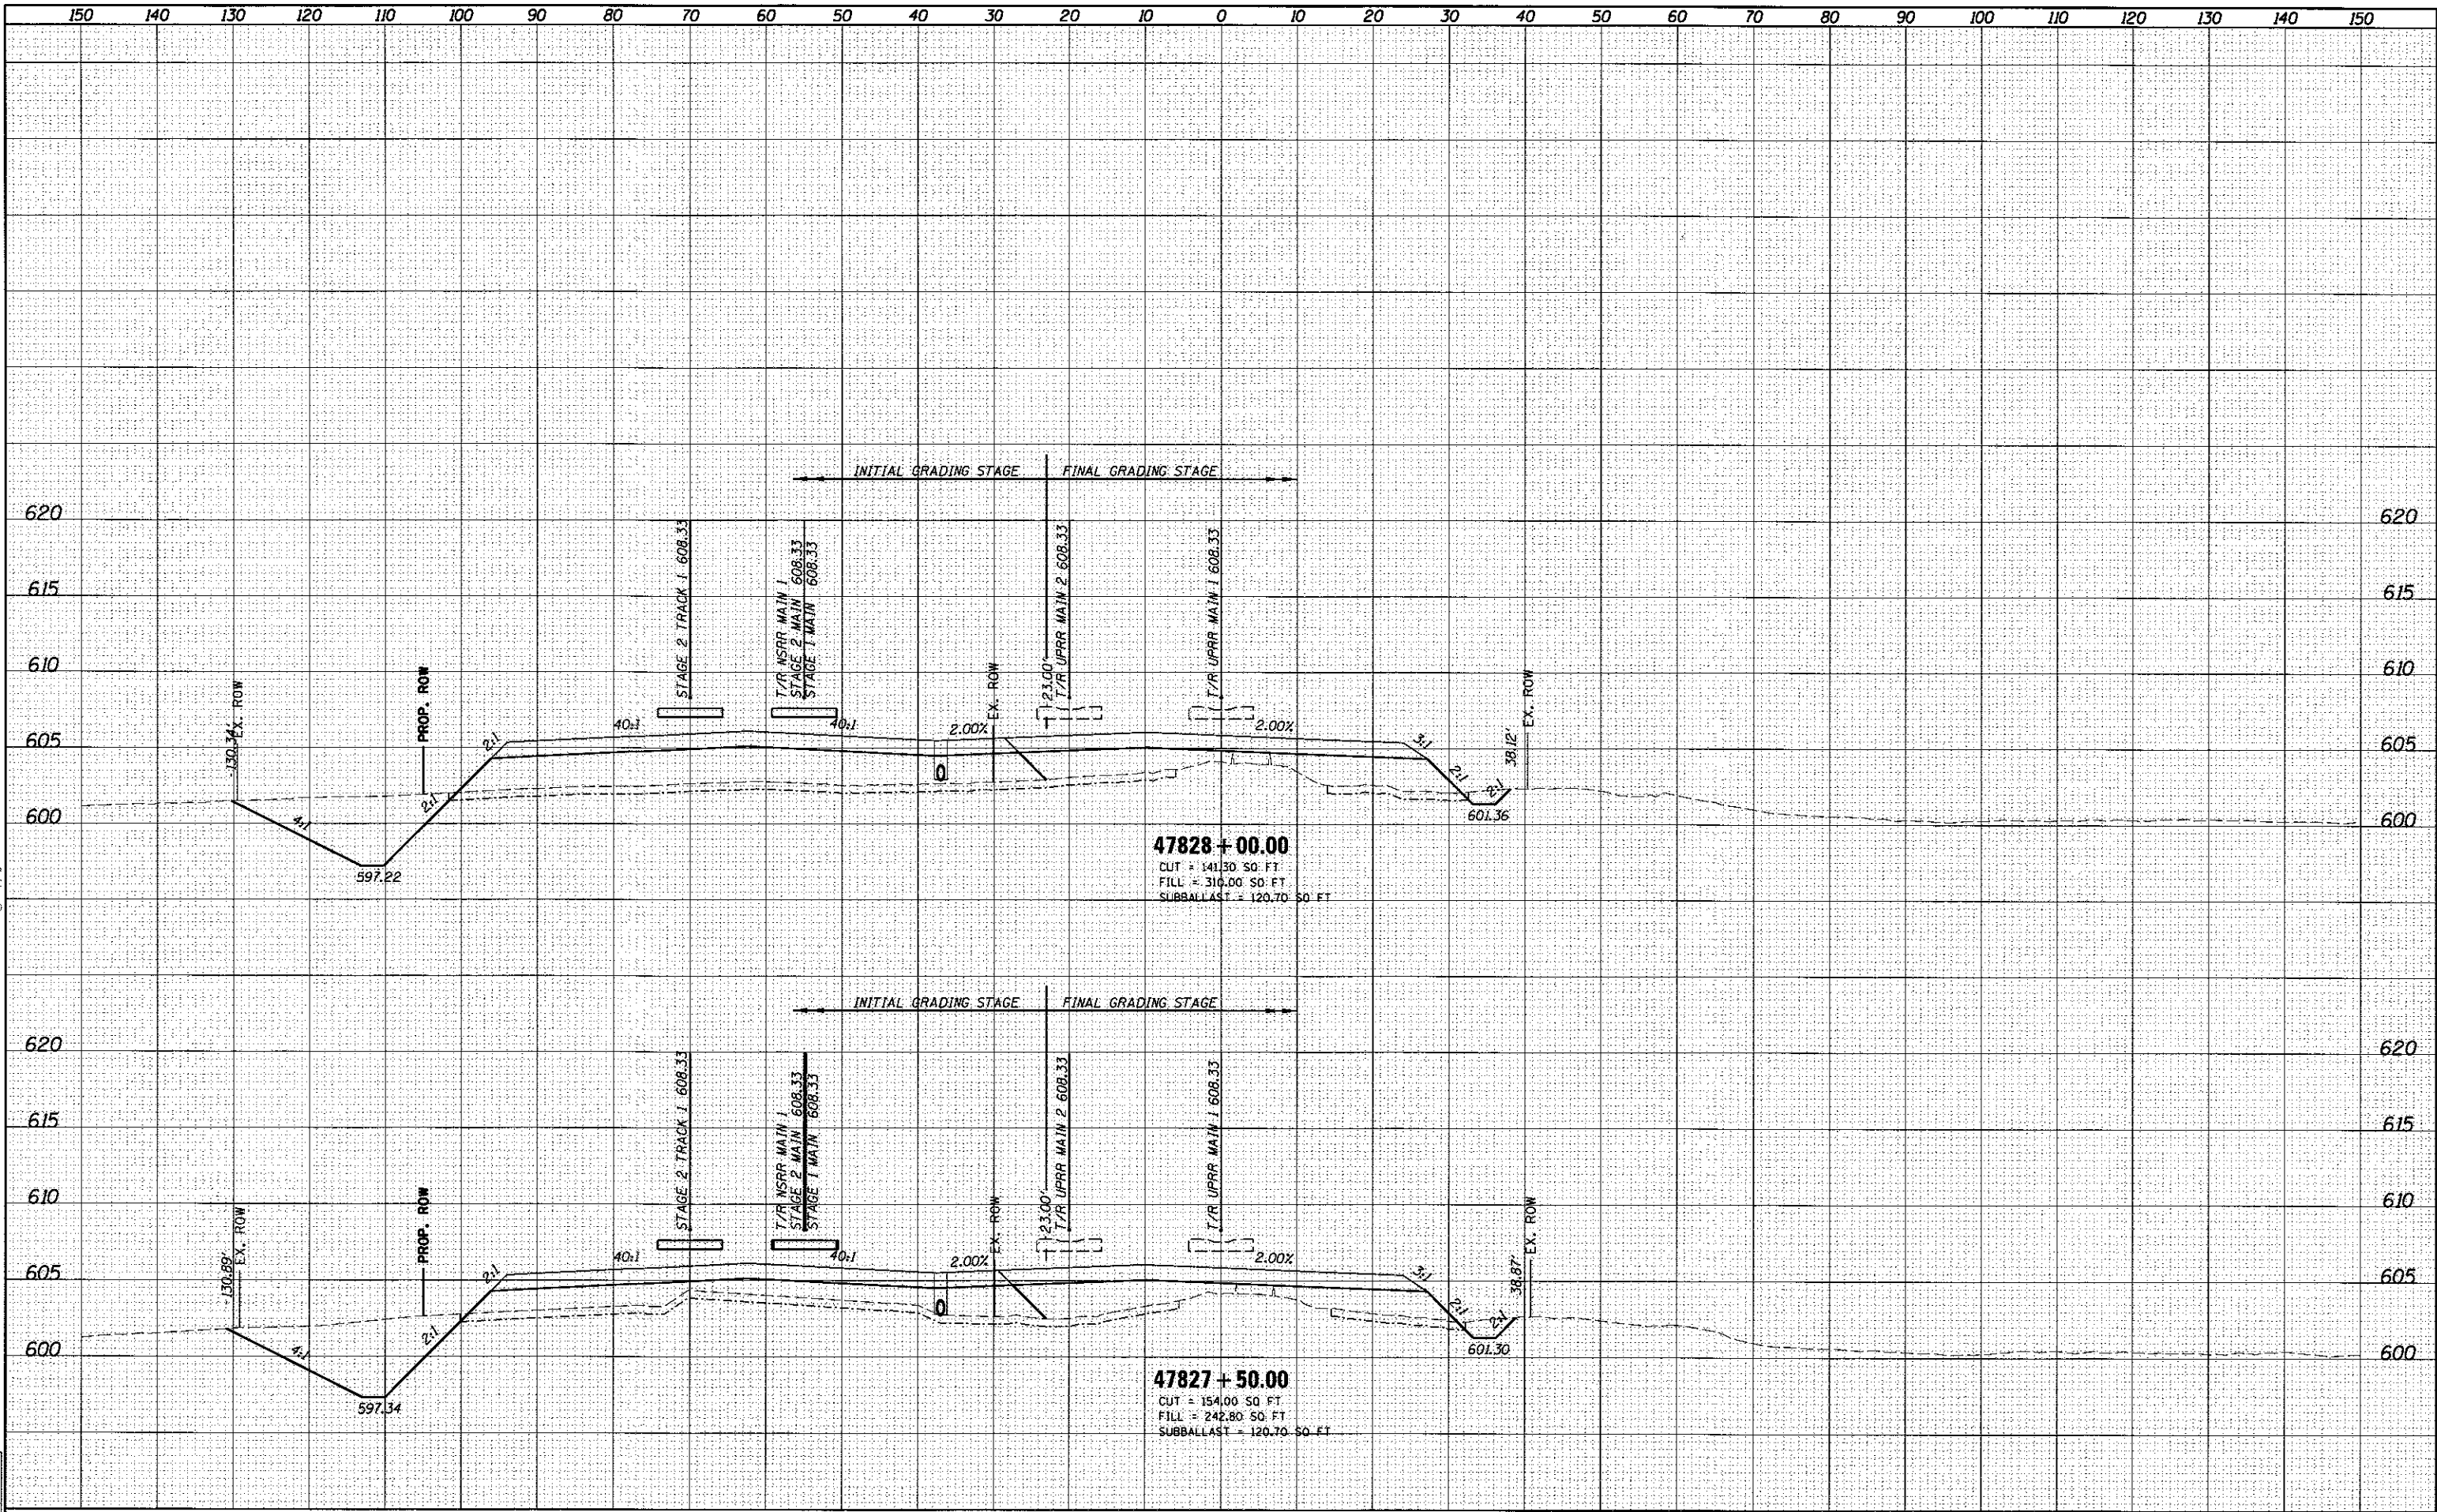 150 140 130 120 110 100 90 80 70 60 50 40 30 20 10 0 10 20 30 40 50 60 70 80 90 100 110 120 130 140 150
INITIAL GRADING STAGE FINAL GRADING STAGE
620 620
615 615
610 610
605 605
600 600
-130.34'
EX. ROW
PROP. ROW
STAGE 2 TRACK 1 608.33
T/R NSRR MAIN 1
STAGE 2 MAIN 608.33
STAGE 1 MAIN 608.33
EX. ROW
23.00'
T/R UPRR MAIN 2 608.33
T/R UPRR MAIN 1 608.33
38.12'
EX. ROW
4:1
597.22
2:1
2:1
40:1
40:1
2.00%
2.00%
3:1
2:1
2:1
601.36
47828+00.00
CUT = 141.30 SQ FT
FILL = 310.00 SQ FT
SUBBALLAST = 120.70 SQ FT
INITIAL GRADING STAGE FINAL GRADING STAGE
620 620
615 615
610 610
605 605
600 600
-130.89'
EX. ROW
PROP. ROW
STAGE 2 TRACK 1 608.33
T/R NSRR MAIN 1
STAGE 2 MAIN 608.33
STAGE 1 MAIN 608.33
EX. ROW
23.00'
T/R UPRR MAIN 2 608.33
T/R UPRR MAIN 1 608.33
38.87'
EX. ROW
4:1
597.34
2:1
2:1
40:1
40:1
2.00%
2.00%
3:1
2:1
2:1
601.30
47827+50.00
CUT = 154.00 SQ FT
FILL = 242.80 SQ FT
SUBBALLAST = 120.70 SQ FT